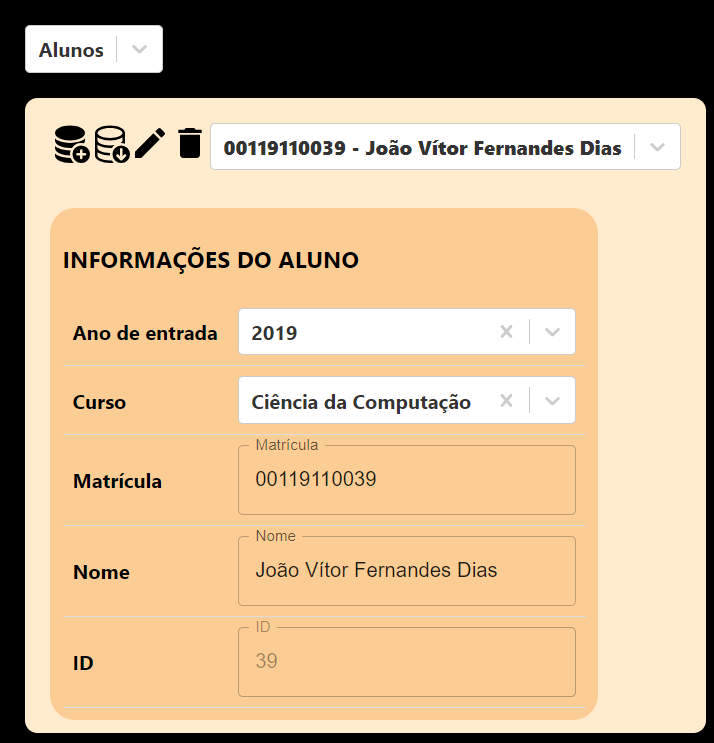 Alunos
00119110039 - João Vítor Fernandes Dias
INFORMAÇÕES DO ALUNO
Ano de entrada 2019
Curso Ciência da Computação
Matrícula
Matrícula 00119110039
Nome
Nome João Vítor Fernandes Dias
ID
ID 39